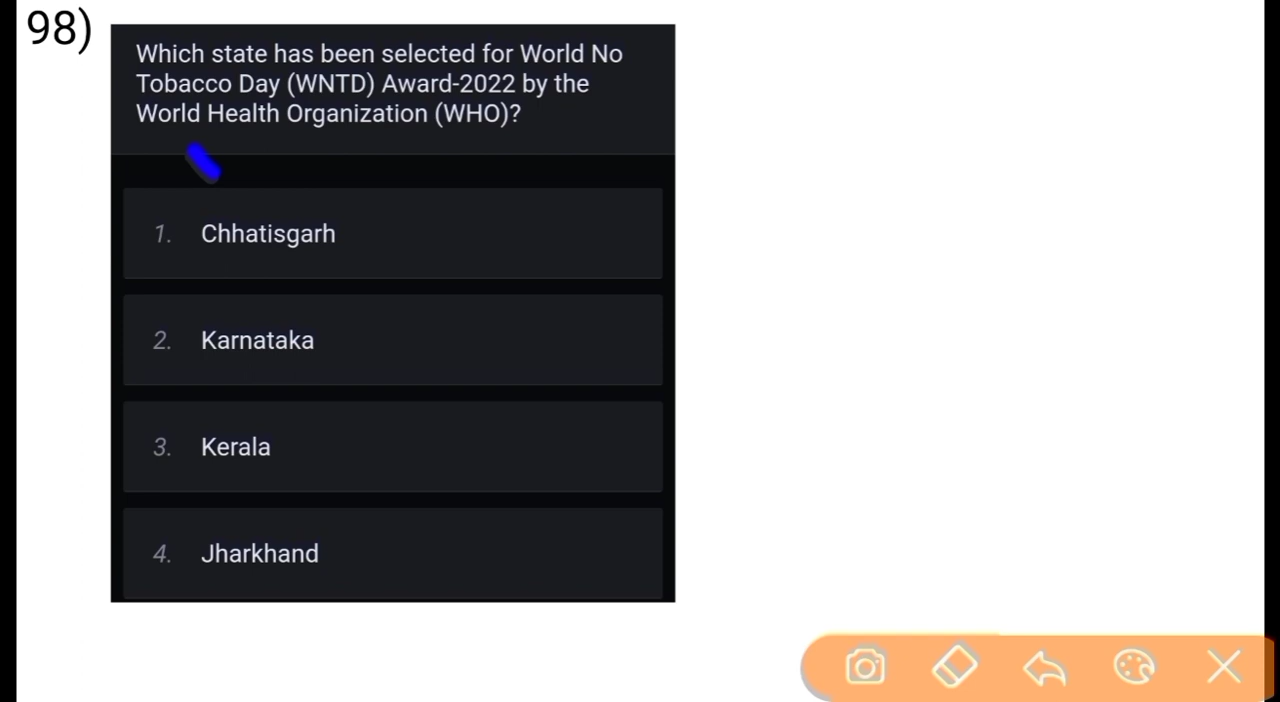 98)
Which state has been selected for World No
Tobacco Day (WNTD) Award-2022 by the
World Health Organization (WHO)?
1. Chhatisgarh
2. Karnataka
3. Kerala
4. Jharkhand